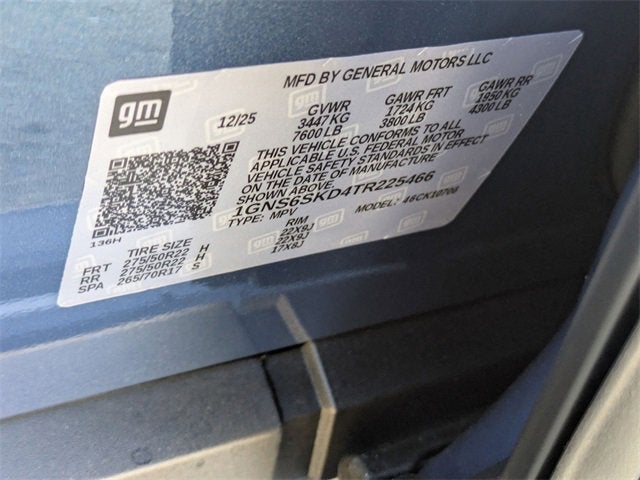 MFD BY GENERAL MOTORS LLC
gm
12/25
GVWR GAWR FRT GAWR RR
3447 KG 1724 KG 1950 KG
7600 LB 3800 LB 4300 LB
THIS VEHICLE CONFORMS TO ALL
APPLICABLE U.S. FEDERAL MOTOR
VEHICLE SAFETY STANDARDS IN EFFECT
ON THE DATE OF MANUFACTURE
SHOWN ABOVE.
1GNS6SKD4TR225466
TYPE: MPV MODEL: 46CK10706
136H
TIRE SIZE RIM
FRT 275/50R22 H 22X9J
RR 275/50R22 H 22X9J
SPA 265/70R17 S 17X8J